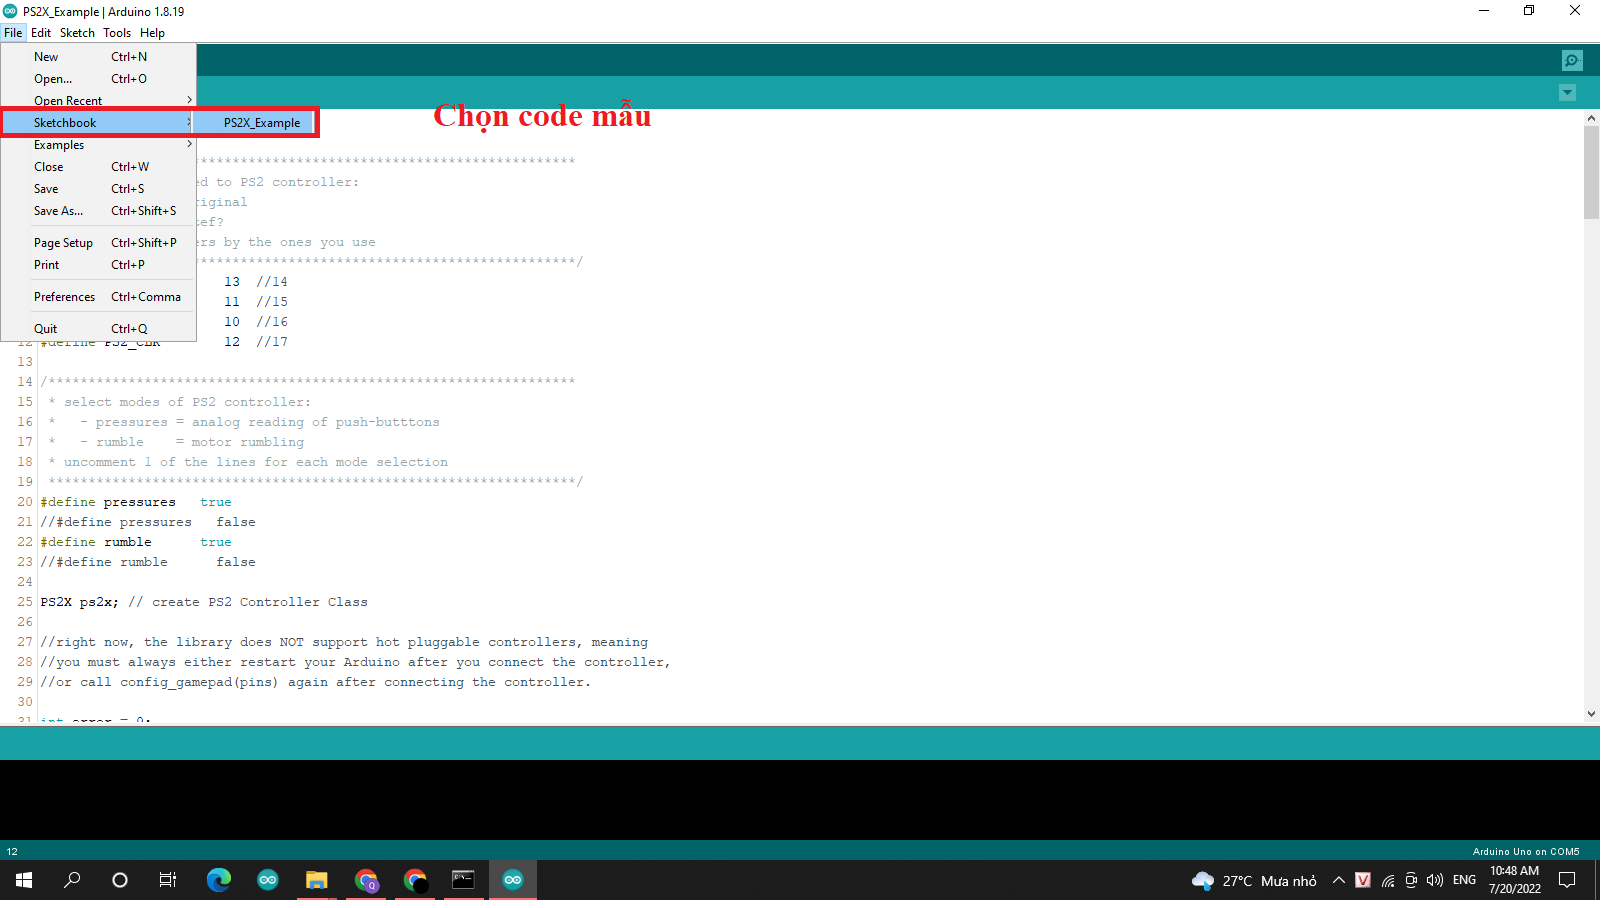 PS2X_Example | Arduino 1.8.19
File Edit Sketch Tools Help
New Ctrl+N
Open... Ctrl+O
Open Recent
Sketchbook PS2X_Example
Chọn code mẫu
Examples
Close Ctrl+W
Save Ctrl+S
Save As... Ctrl+Shift+S
Page Setup Ctrl+Shift+P
Print Ctrl+P
Preferences Ctrl+Comma
Quit Ctrl+Q
************************************************
ed to PS2 controller:
riginal
tef?
ers by the ones you use
************************************************/
13 //14
11 //15
10 //16
12 #define PS2_CLK 12 //17
13
14 /******************************************************************
15 * select modes of PS2 controller:
16 * - pressures = analog reading of push-butttons
17 * - rumble = motor rumbling
18 * uncomment 1 of the lines for each mode selection
19 ******************************************************************/
20 #define pressures true
21 //#define pressures false
22 #define rumble true
23 //#define rumble false
24
25 PS2X ps2x; // create PS2 Controller Class
26
27 //right now, the library does NOT support hot pluggable controllers, meaning
28 //you must always either restart your Arduino after you connect the controller,
29 //or call config_gamepad(pins) again after connecting the controller.
30
31 int error = 0;
12
Arduino Uno on COM5
27°C Mưa nhỏ
ENG
10:48 AM
7/20/2022